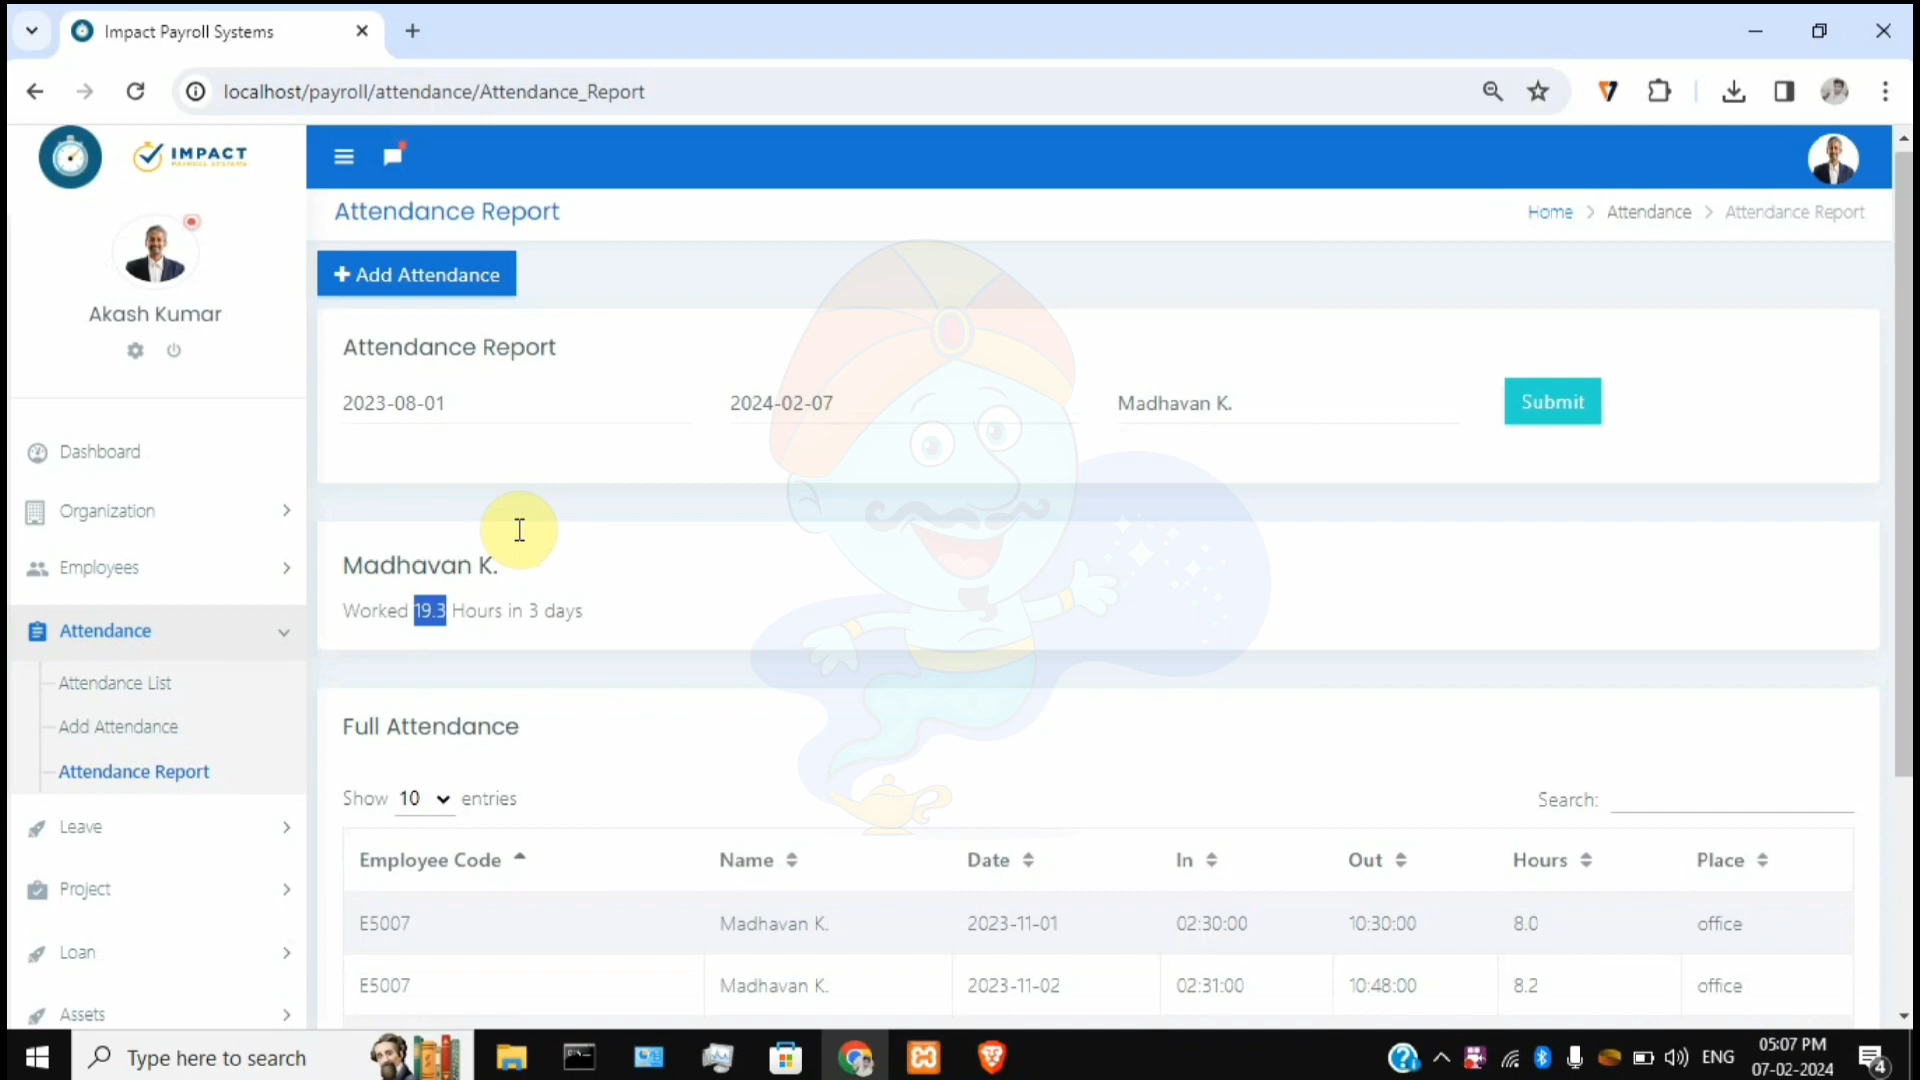 Impact Payroll Systems
localhost/payroll/attendance/Attendance_Report
IMPACT
PAYROLL SYSTEMS
Attendance Report
Home > Attendance > Attendance Report
Akash Kumar
+ Add Attendance
Attendance Report
2023-08-01 2024-02-07 Madhavan K. Submit
Dashboard
Organization
Employees
Attendance
Attendance List
Add Attendance
Attendance Report
Leave
Project
Loan
Assets
Madhavan K.
Worked 19.3 Hours in 3 days
Full Attendance
Show 10 entries
Search:
Employee Code Name Date In Out Hours Place
E5007 Madhavan K. 2023-11-01 02:30:00 10:30:00 8.0 office
E5007 Madhavan K. 2023-11-02 02:31:00 10:48:00 8.2 office
Type here to search
ENG
05:07 PM
07-02-2024
4